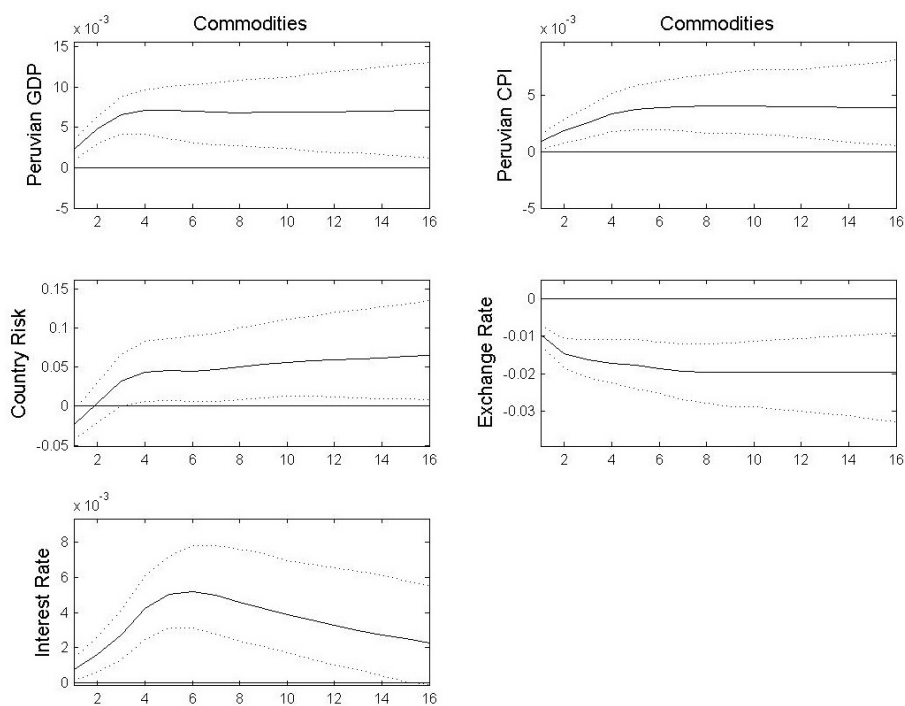 Commodities
x 10⁻³
Peruvian GDP
15
10
5
0
-5
2 4 6 8 10 12 14 16
Commodities
x 10⁻³
Peruvian CPI
5
0
-5
2 4 6 8 10 12 14 16
Country Risk
0.15
0.1
0.05
0
-0.05
2 4 6 8 10 12 14 16
Exchange Rate
0
-0.01
-0.02
-0.03
2 4 6 8 10 12 14 16
x 10⁻³
Interest Rate
8
6
4
2
0
2 4 6 8 10 12 14 16